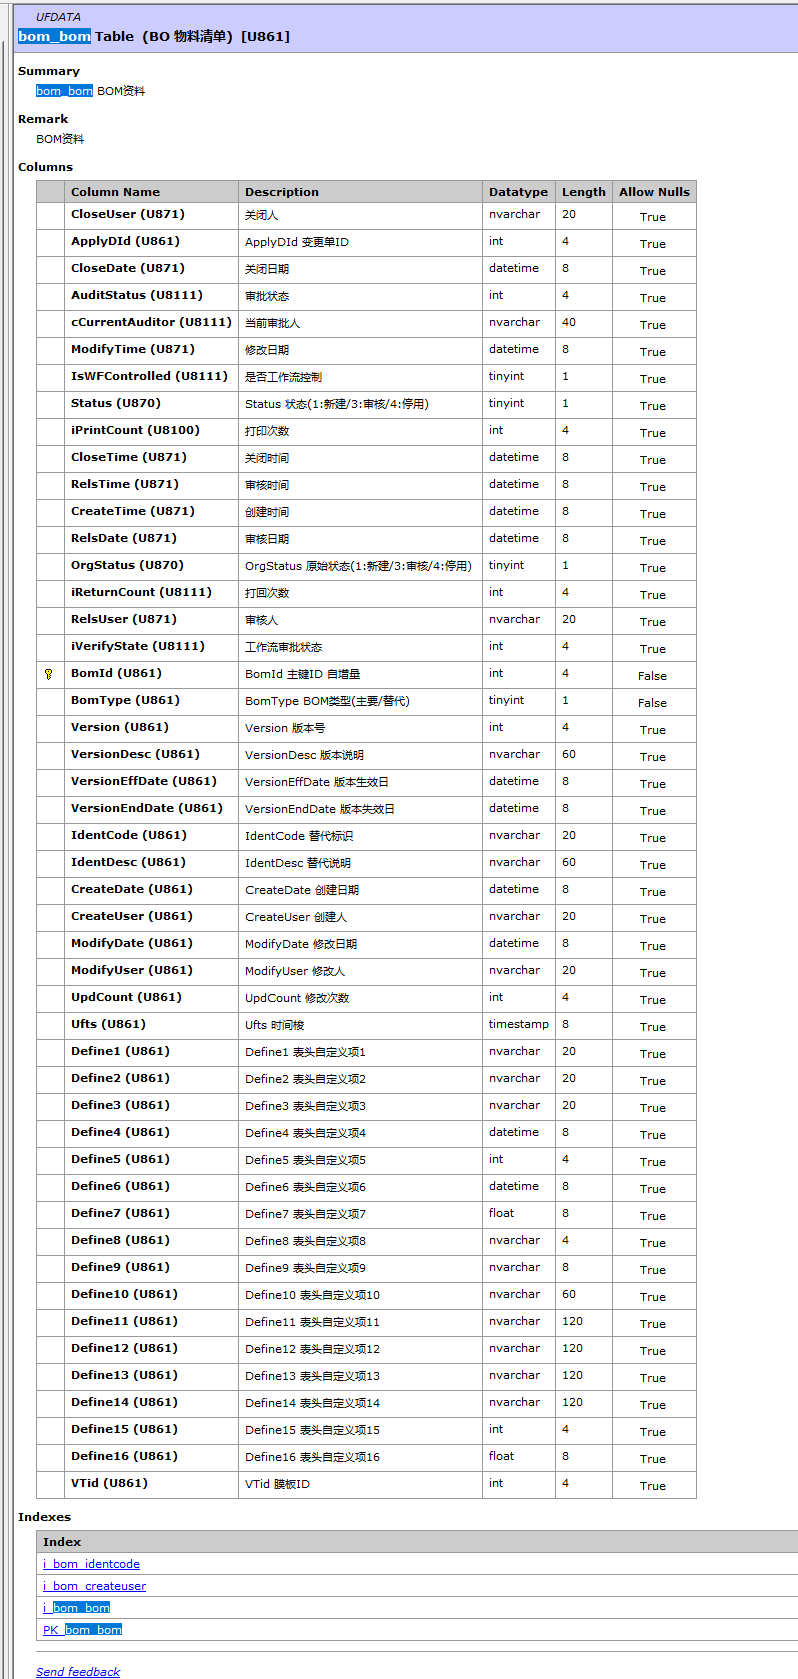 UFDATA
bom_bom Table (BO 物料清单) [U861]
Summary
bom_bom BOM资料
Remark
BOM资料
Columns
Column Name Description Datatype Length Allow Nulls
CloseUser (U871) 关闭人 nvarchar 20 True
ApplyDId (U861) ApplyDId 变更单ID int 4 True
CloseDate (U871) 关闭日期 datetime 8 True
AuditStatus (U8111) 审批状态 int 4 True
cCurrentAuditor (U8111) 当前审批人 nvarchar 40 True
ModifyTime (U871) 修改日期 datetime 8 True
IsWFControlled (U8111) 是否工作流控制 tinyint 1 True
Status (U870) Status 状态(1:新建/3:审核/4:停用) tinyint 1 True
iPrintCount (U8100) 打印次数 int 4 True
CloseTime (U871) 关闭时间 datetime 8 True
RelsTime (U871) 审核时间 datetime 8 True
CreateTime (U871) 创建时间 datetime 8 True
RelsDate (U871) 审核日期 datetime 8 True
OrgStatus (U870) OrgStatus 原始状态(1:新建/3:审核/4:停用) tinyint 1 True
iReturnCount (U8111) 打回次数 int 4 True
RelsUser (U871) 审核人 nvarchar 20 True
iVerifyState (U8111) 工作流审批状态 int 4 True
BomId (U861) BomId 主键ID 自增量 int 4 False
BomType (U861) BomType BOM类型(主要/替代) tinyint 1 False
Version (U861) Version 版本号 int 4 True
VersionDesc (U861) VersionDesc 版本说明 nvarchar 60 True
VersionEffDate (U861) VersionEffDate 版本生效日 datetime 8 True
VersionEndDate (U861) VersionEndDate 版本失效日 datetime 8 True
IdentCode (U861) IdentCode 替代标识 nvarchar 20 True
IdentDesc (U861) IdentDesc 替代说明 nvarchar 60 True
CreateDate (U861) CreateDate 创建日期 datetime 8 True
CreateUser (U861) CreateUser 创建人 nvarchar 20 True
ModifyDate (U861) ModifyDate 修改日期 datetime 8 True
ModifyUser (U861) ModifyUser 修改人 nvarchar 20 True
UpdCount (U861) UpdCount 修改次数 int 4 True
Ufts (U861) Ufts 时间梭 timestamp 8 True
Define1 (U861) Define1 表头自定义项1 nvarchar 20 True
Define2 (U861) Define2 表头自定义项2 nvarchar 20 True
Define3 (U861) Define3 表头自定义项3 nvarchar 20 True
Define4 (U861) Define4 表头自定义项4 datetime 8 True
Define5 (U861) Define5 表头自定义项5 int 4 True
Define6 (U861) Define6 表头自定义项6 datetime 8 True
Define7 (U861) Define7 表头自定义项7 float 8 True
Define8 (U861) Define8 表头自定义项8 nvarchar 4 True
Define9 (U861) Define9 表头自定义项9 nvarchar 8 True
Define10 (U861) Define10 表头自定义项10 nvarchar 60 True
Define11 (U861) Define11 表头自定义项11 nvarchar 120 True
Define12 (U861) Define12 表头自定义项12 nvarchar 120 True
Define13 (U861) Define13 表头自定义项13 nvarchar 120 True
Define14 (U861) Define14 表头自定义项14 nvarchar 120 True
Define15 (U861) Define15 表头自定义项15 int 4 True
Define16 (U861) Define16 表头自定义项16 float 8 True
VTid (U861) VTid 膜板ID int 4 True
Indexes
Index
i_bom_identcode
i_bom_createuser
i_bom_bom
PK_bom_bom
Send feedback